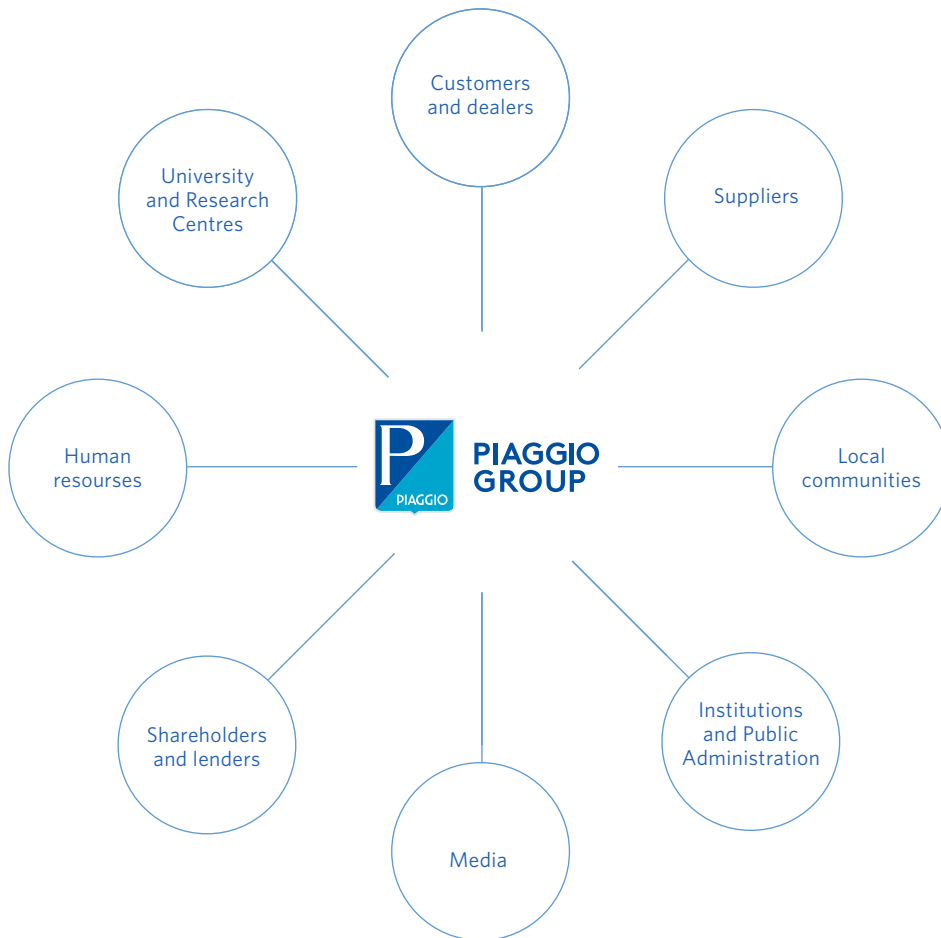 Customers
and dealers
University
and Research
Centres
Suppliers
Human
resourses
P
PIAGGIO
PIAGGIO
GROUP
Local
communities
Shareholders
and lenders
Institutions
and Public
Administration
Media